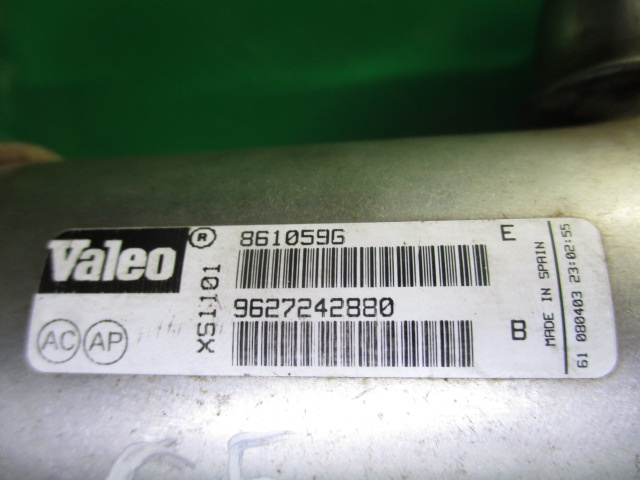 Valeo ®
861059G
E
XS1101
9627242880
B
AC AP
MADE IN SPAIN
61 080403 23:02:55